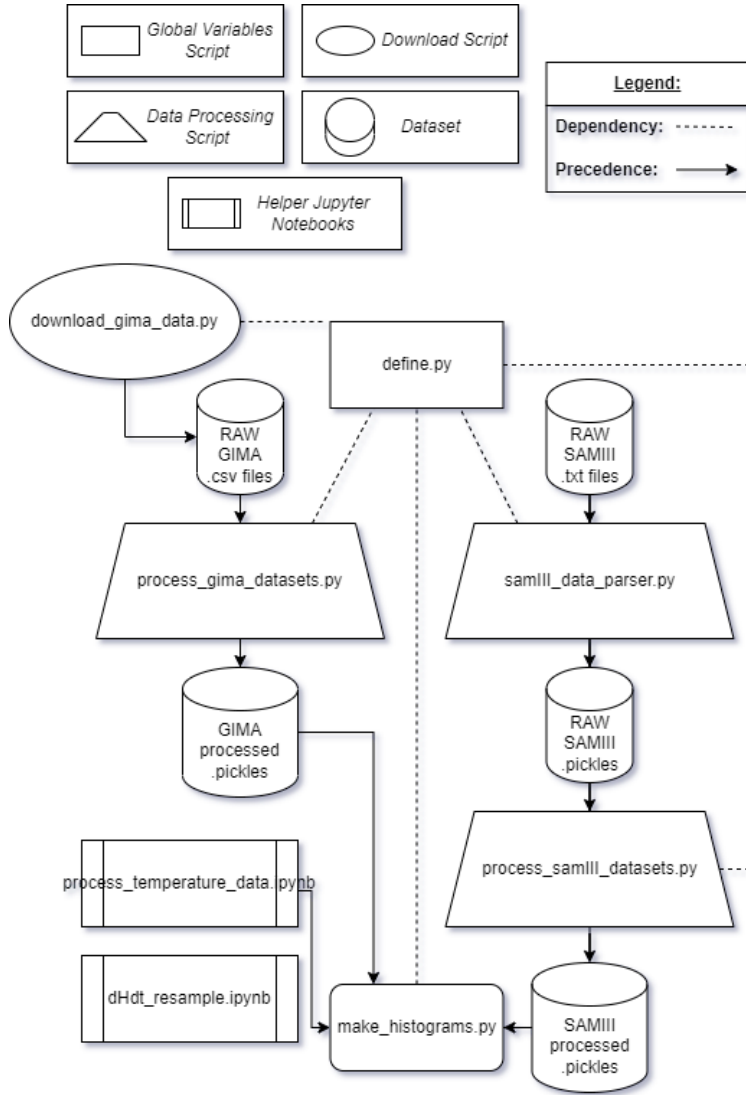 Global Variables
Script
Download Script
Data Processing
Script
Dataset
Legend:
Dependency:
Precedence:
Helper Jupyter
Notebooks
download_gima_data.py
define.py
RAW
GIMA
.csv files
RAW
SAMIII
.txt files
process_gima_datasets.py
samIII_data_parser.py
GIMA
processed
.pickles
RAW
SAMIII
.pickles
process_temperature_data.ipynb
process_samIII_datasets.py
dHdt_resample.ipynb
make_histograms.py
SAMIII
processed
.pickles